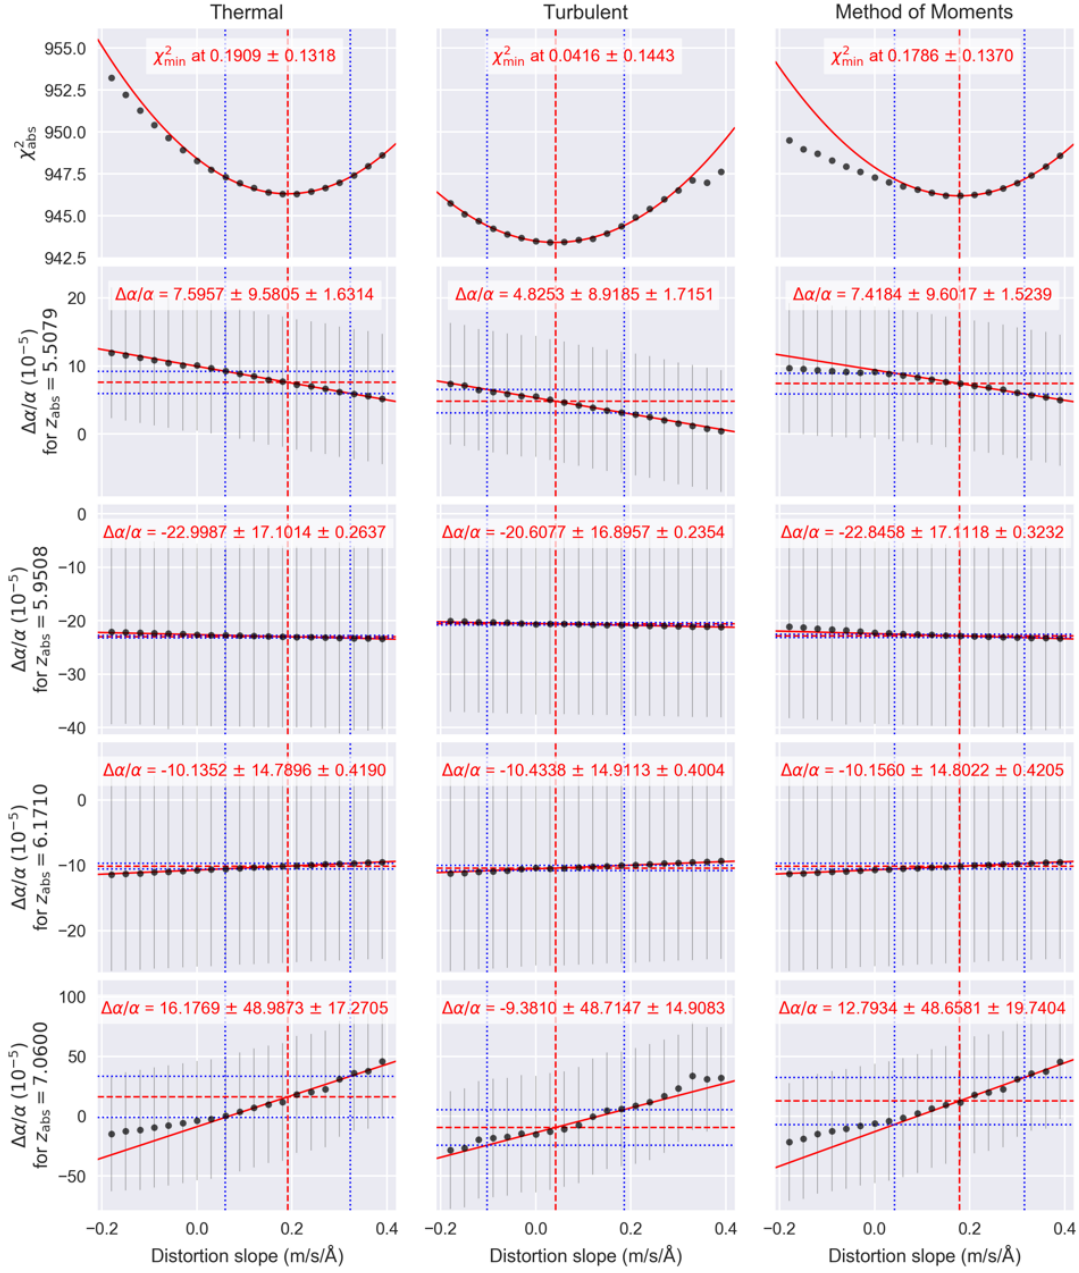 Thermal
Turbulent
Method of Moments
χ²abs
955.0
952.5
950.0
947.5
945.0
942.5
χ²min at 0.1909 ± 0.1318
χ²min at 0.0416 ± 0.1443
χ²min at 0.1786 ± 0.1370
Δα/α (10⁻⁵)
for zabs = 5.5079
20
10
0
Δα/α = 7.5957 ± 9.5805 ± 1.6314
Δα/α = 4.8253 ± 8.9185 ± 1.7151
Δα/α = 7.4184 ± 9.6017 ± 1.5239
Δα/α (10⁻⁵)
for zabs = 5.9508
0
−10
−20
−30
−40
Δα/α = -22.9987 ± 17.1014 ± 0.2637
Δα/α = -20.6077 ± 16.8957 ± 0.2354
Δα/α = -22.8458 ± 17.1118 ± 0.3232
Δα/α (10⁻⁵)
for zabs = 6.1710
0
−10
−20
Δα/α = -10.1352 ± 14.7896 ± 0.4190
Δα/α = -10.4338 ± 14.9113 ± 0.4004
Δα/α = -10.1560 ± 14.8022 ± 0.4205
Δα/α (10⁻⁵)
for zabs = 7.0600
100
50
0
−50
Δα/α = 16.1769 ± 48.9873 ± 17.2705
Δα/α = -9.3810 ± 48.7147 ± 14.9083
Δα/α = 12.7934 ± 48.6581 ± 19.7404
−0.2 0.0 0.2 0.4
−0.2 0.0 0.2 0.4
−0.2 0.0 0.2 0.4
Distortion slope (m/s/Å)
Distortion slope (m/s/Å)
Distortion slope (m/s/Å)